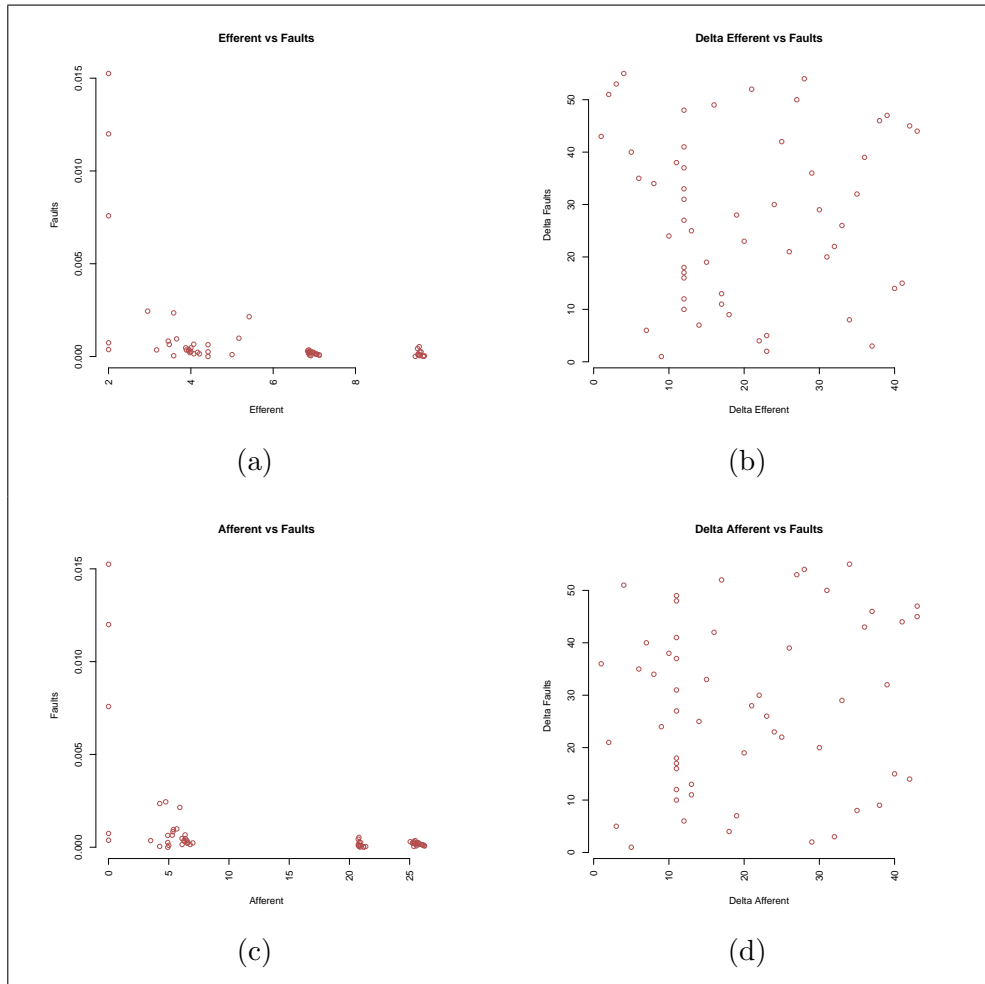 Efferent vs Faults
Faults
0.000 0.005 0.010 0.015
2 4 6 8
Efferent
(a)
Delta Efferent vs Faults
Delta Faults
0 10 20 30 40 50
0 10 20 30 40
Delta Efferent
(b)
Afferent vs Faults
Faults
0.000 0.005 0.010 0.015
0 5 10 15 20 25
Afferent
(c)
Delta Afferent vs Faults
Delta Faults
0 10 20 30 40 50
0 10 20 30 40
Delta Afferent
(d)